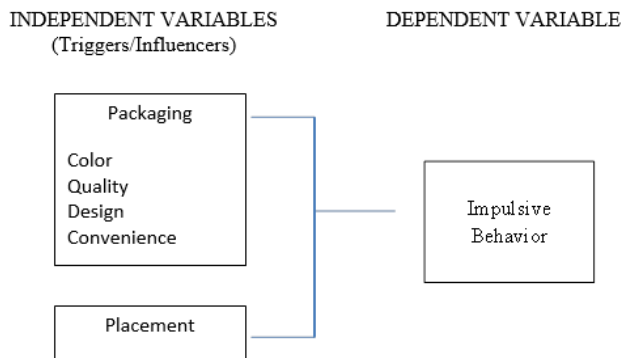 INDEPENDENT VARIABLES
(Triggers/Influencers)
DEPENDENT VARIABLE
Packaging
Color
Quality
Design
Convenience
Impulsive
Behavior
Placement